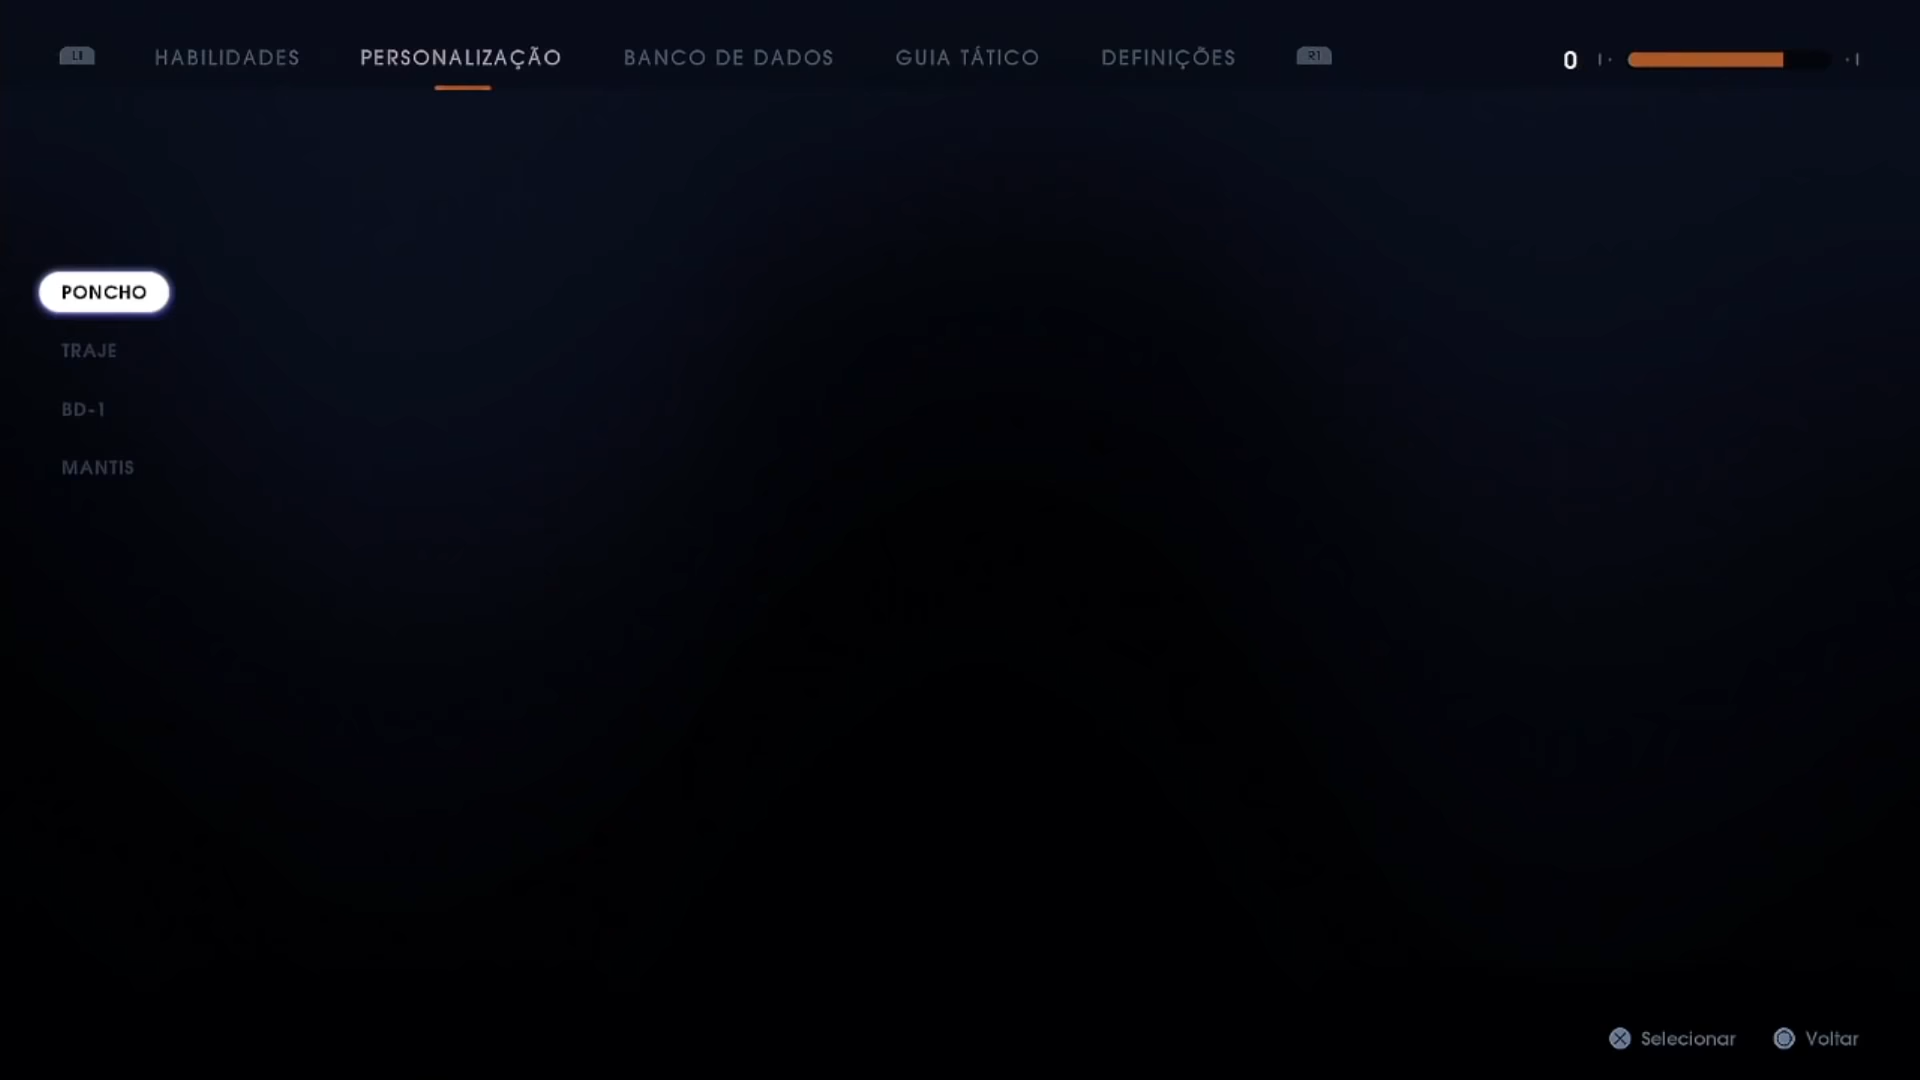 L1 HABILIDADES PERSONALIZAÇÃO BANCO DE DADOS GUIA TÁTICO DEFINIÇÕES R1 0
PONCHO
TRAJE
BD-1
MANTIS
Selecionar Voltar